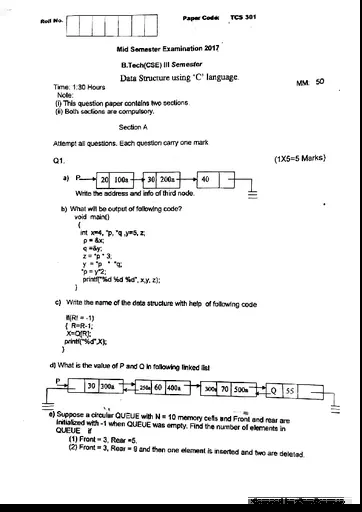 Roll No.
Paper Code: TCS 301
Mid Semester Examination 2017
B.Tech(CSE) III Semester
Data Structure using 'C' language.
Time: 1:30 Hours
MM: 50
Note:
(i) This question paper contains two sections
(ii) Both sections are compulsory.
Section A
Attempt all questions. Each question carry one mark
Q1.
(1X5=5 Marks)
a) P
20 100a 30 200a 40
Write the address and info of third node.
b) What will be output of following code?
void main()
{
int x=4, *p, *q ,y=5, z;
p = &x;
q =&y;
z = *p * 3;
y = *p * *q;
*p = y*2;
printf("%d %d %d", x,y, z);
}
c) Write the name of the data structure with help of following code
If(R! = -1)
{ R=R-1;
X=Q[R];
printf("%d",X);
}
d) What is the value of P and Q in following linked list
P
30 300a 250a 60 400a 300a 70 500a Q 55
e) Suppose a circular QUEUE with N = 10 memory cells and Front and rear are
initialized with -1 when QUEUE was empty. Find the number of elements in
QUEUE if
(1) Front = 3, Rear =5.
(2) Front = 3, Rear = 9 and then one element is inserted and two are deleted.